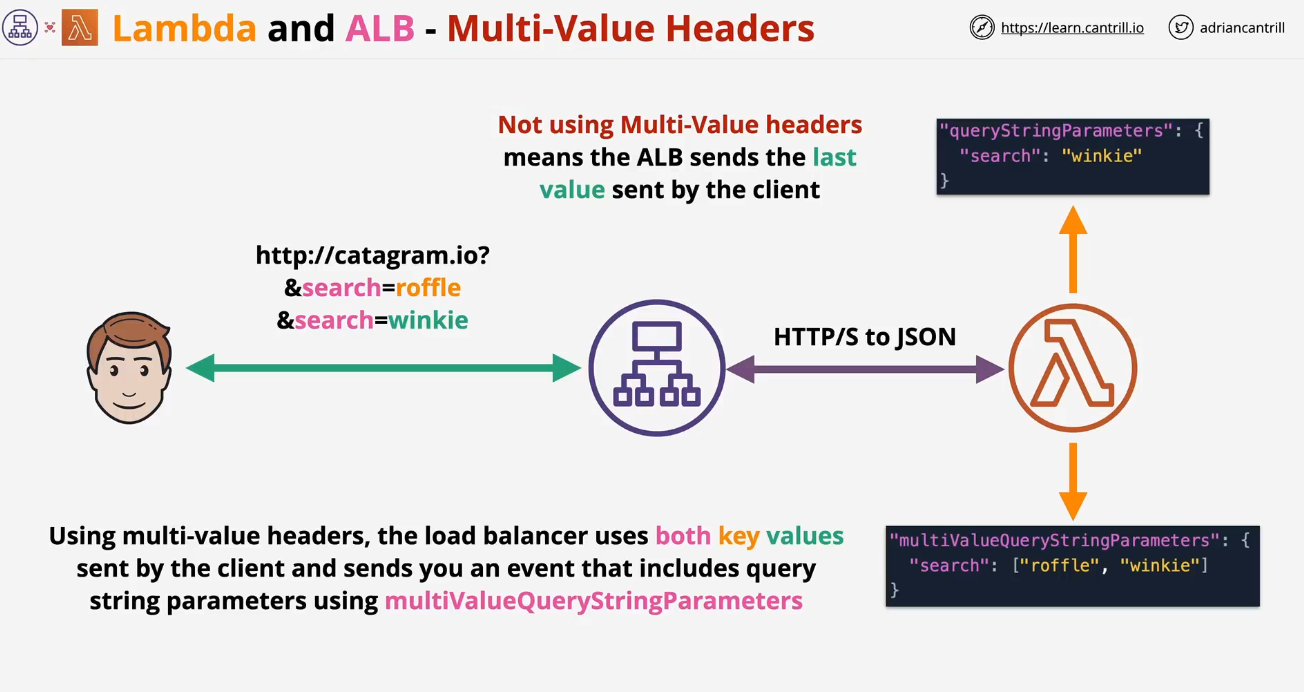 Lambda and ALB - Multi-Value Headers
https://learn.cantrill.io
adriancantrill
Not using Multi-Value headers
means the ALB sends the last
value sent by the client
"queryStringParameters": {
"search": "winkie"
}
http://catagram.io?
&search=roffle
&search=winkie
HTTP/S to JSON
Using multi-value headers, the load balancer uses both key values
sent by the client and sends you an event that includes query
string parameters using multiValueQueryStringParameters
"multiValueQueryStringParameters": {
"search": ["roffle", "winkie"]
}